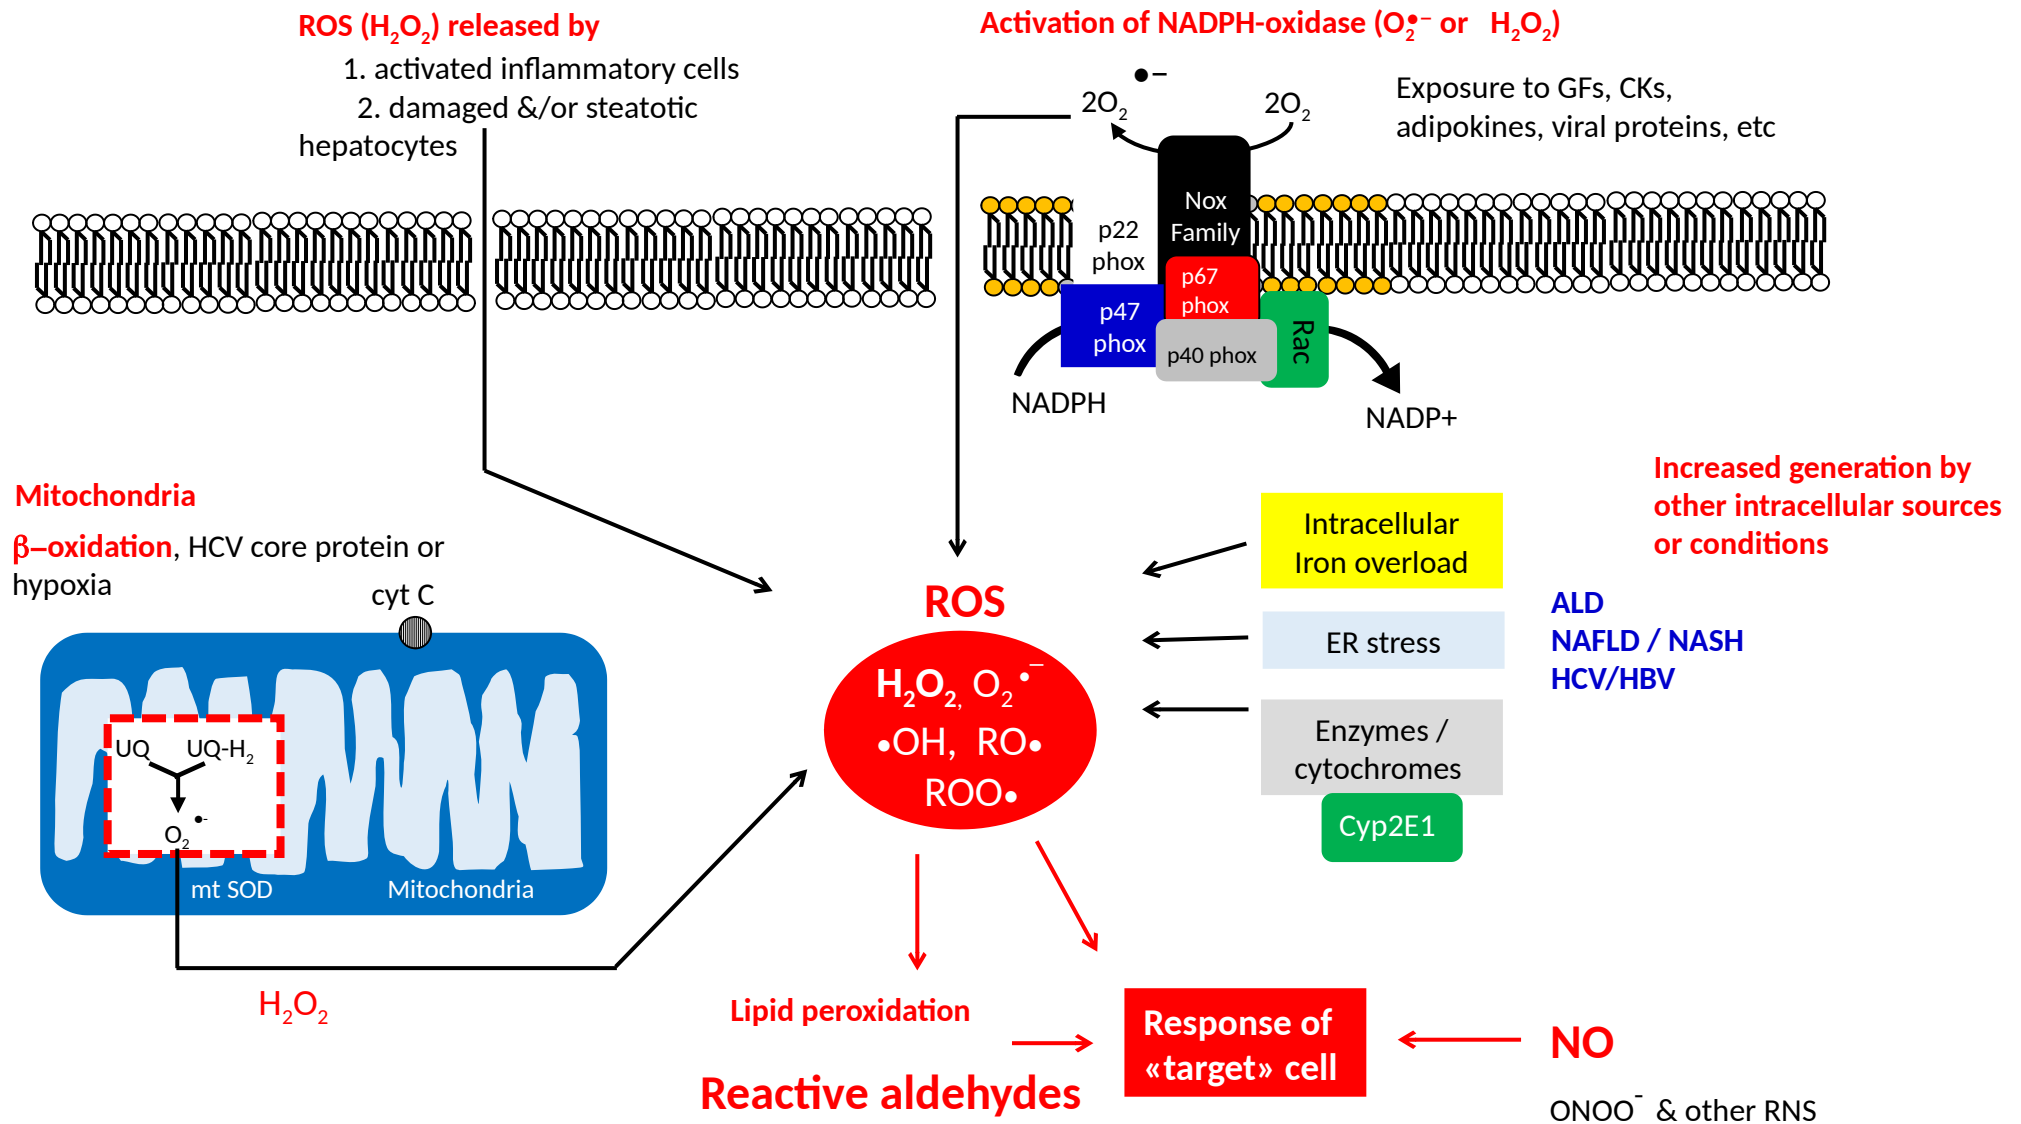 ROS (H₂O₂) released by
1. activated inflammatory cells
2. damaged &/or steatotic
hepatocytes
Activation of NADPH-oxidase (O₂•– or H₂O₂)
2O₂ •–
2O₂
Exposure to GFs, CKs,
adipokines, viral proteins, etc
Nox
Family
p22
phox
p67
phox
p47
phox
p40 phox
Rac
NADPH
NADP+
Mitochondria
β–oxidation, HCV core protein or
hypoxia
cyt C
UQ
UQ-H₂
O₂ •-
mt SOD
Mitochondria
H₂O₂
ROS
H₂O₂, O₂•–
•OH, RO•
ROO•
Increased generation by
other intracellular sources
or conditions
Intracellular
Iron overload
ER stress
Enzymes /
cytochromes
Cyp2E1
ALD
NAFLD / NASH
HCV/HBV
Lipid peroxidation
Reactive aldehydes
Response of
«target» cell
NO
ONOO⁻ & other RNS